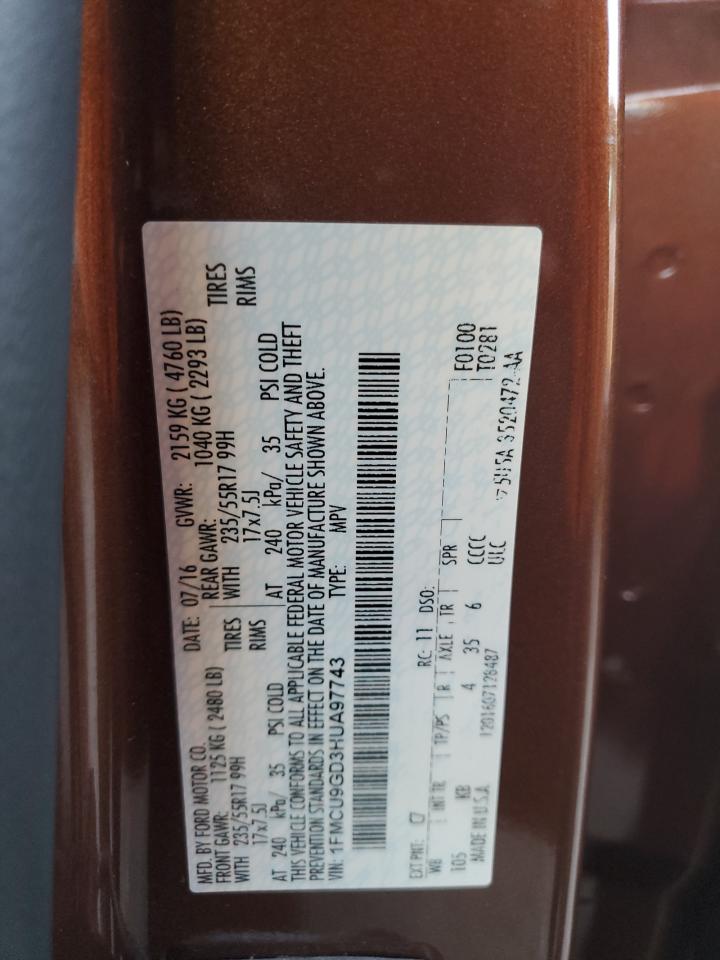 MFD. BY FORD MOTOR CO. DATE: 07/16 GVWR: 2159 KG ( 4760 LB)
FRONT GAWR: 1125 KG ( 2480 LB) REAR GAWR: 1040 KG ( 2293 LB)
WITH 235/55R17 99H TIRES WITH 235/55R17 99H TIRES
17x7.5J RIMS 17x7.5J RIMS
AT 240 kPa/ 35 PSI COLD AT 240 kPa/ 35 PSI COLD
THIS VEHICLE CONFORMS TO ALL APPLICABLE FEDERAL MOTOR VEHICLE SAFETY AND THEFT
PREVENTION STANDARDS IN EFFECT ON THE DATE OF MANUFACTURE SHOWN ABOVE.
VIN: 1FMCU9GD3HUA97743 TYPE: MPV
EXT PNT: RC: 11 DSO:
WB INT TR TP/PS R AXLE TR SPR F0100
105 KB 4 35 6 CCCC T0281
MADE IN U.S.A. ULC